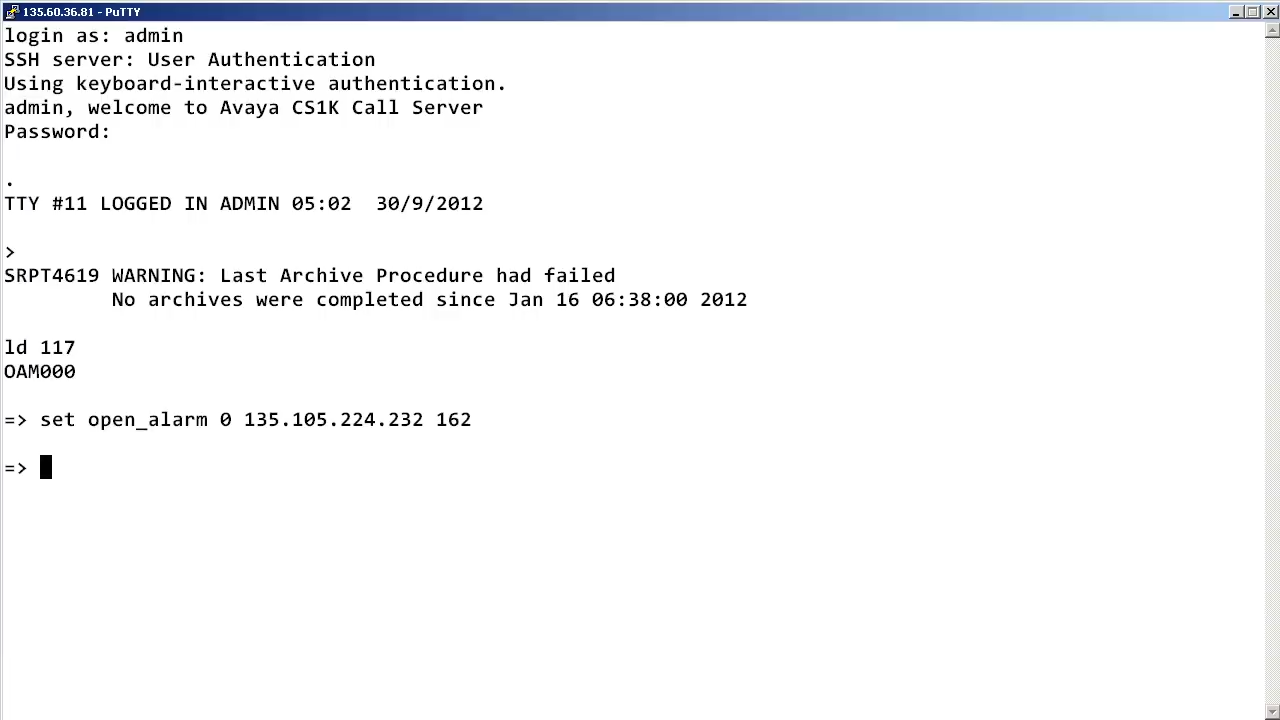 135.60.36.81 - PuTTY
login as: admin
SSH server: User Authentication
Using keyboard-interactive authentication.
admin, welcome to Avaya CS1K Call Server
Password:
.
TTY #11 LOGGED IN ADMIN 05:02  30/9/2012
>
SRPT4619 WARNING: Last Archive Procedure had failed
         No archives were completed since Jan 16 06:38:00 2012
ld 117
OAM000
=> set open_alarm 0 135.105.224.232 162
=>